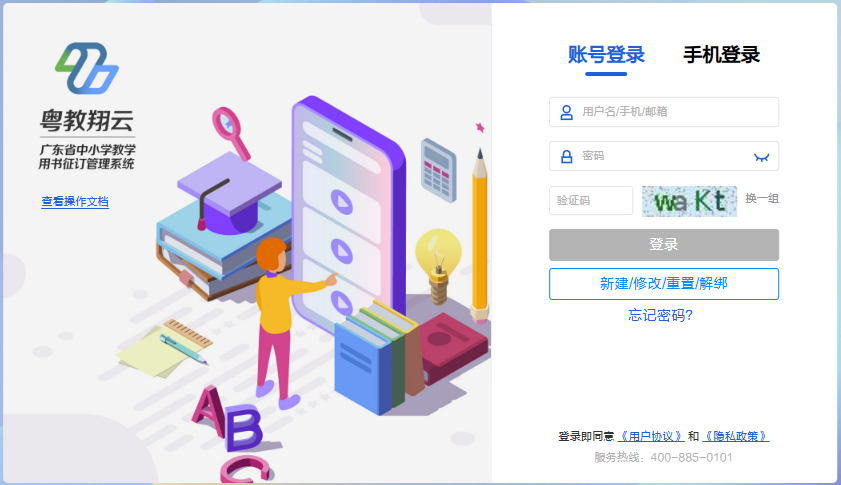 粤教翔云
广东省中小学教学
用书征订管理系统
查看操作文档
ABC
账号登录 手机登录
用户名/手机/邮箱
密码
验证码 waKt 换一组
登录
新建/修改/重置/解绑
忘记密码?
登录即同意《用户协议》和《隐私政策》
服务热线：400-885-0101